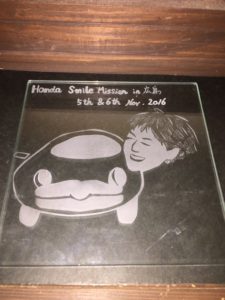 Honda Smile Mission in 広島
5th & 6th Nov. 2016